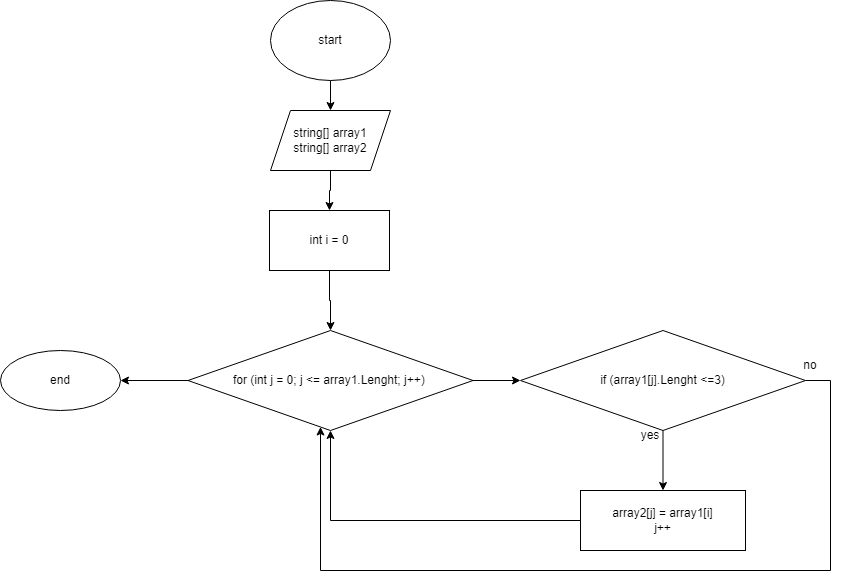 start
string[] array1
string[] array2
int i = 0
end
for (int j = 0; j <= array1.Lenght; j++)
if (array1[j].Lenght <=3)
no
yes
array2[j] = array1[i]
j++